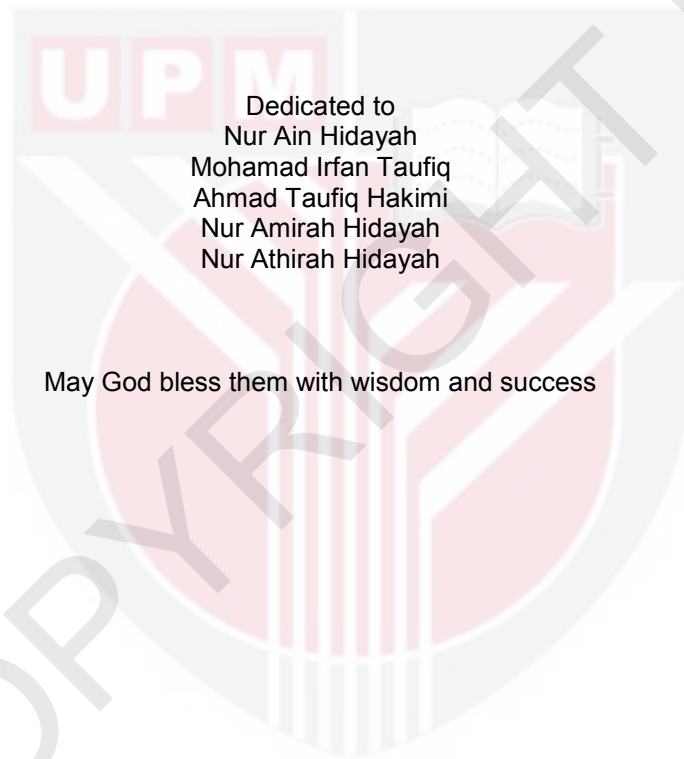 UPM
Dedicated to
Nur Ain Hidayah
Mohamad Irfan Taufiq
Ahmad Taufiq Hakimi
Nur Amirah Hidayah
Nur Athirah Hidayah
May God bless them with wisdom and success
OPYRIGHT